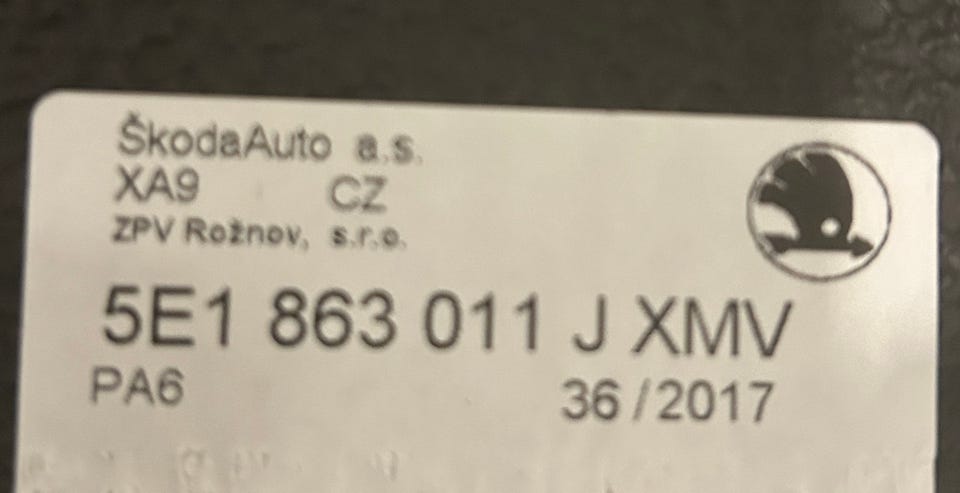 ŠkodaAuto a.s.
XA9 CZ
ZPV Rožnov, s.r.o.
5E1 863 011 J XMV
PA6 36/2017